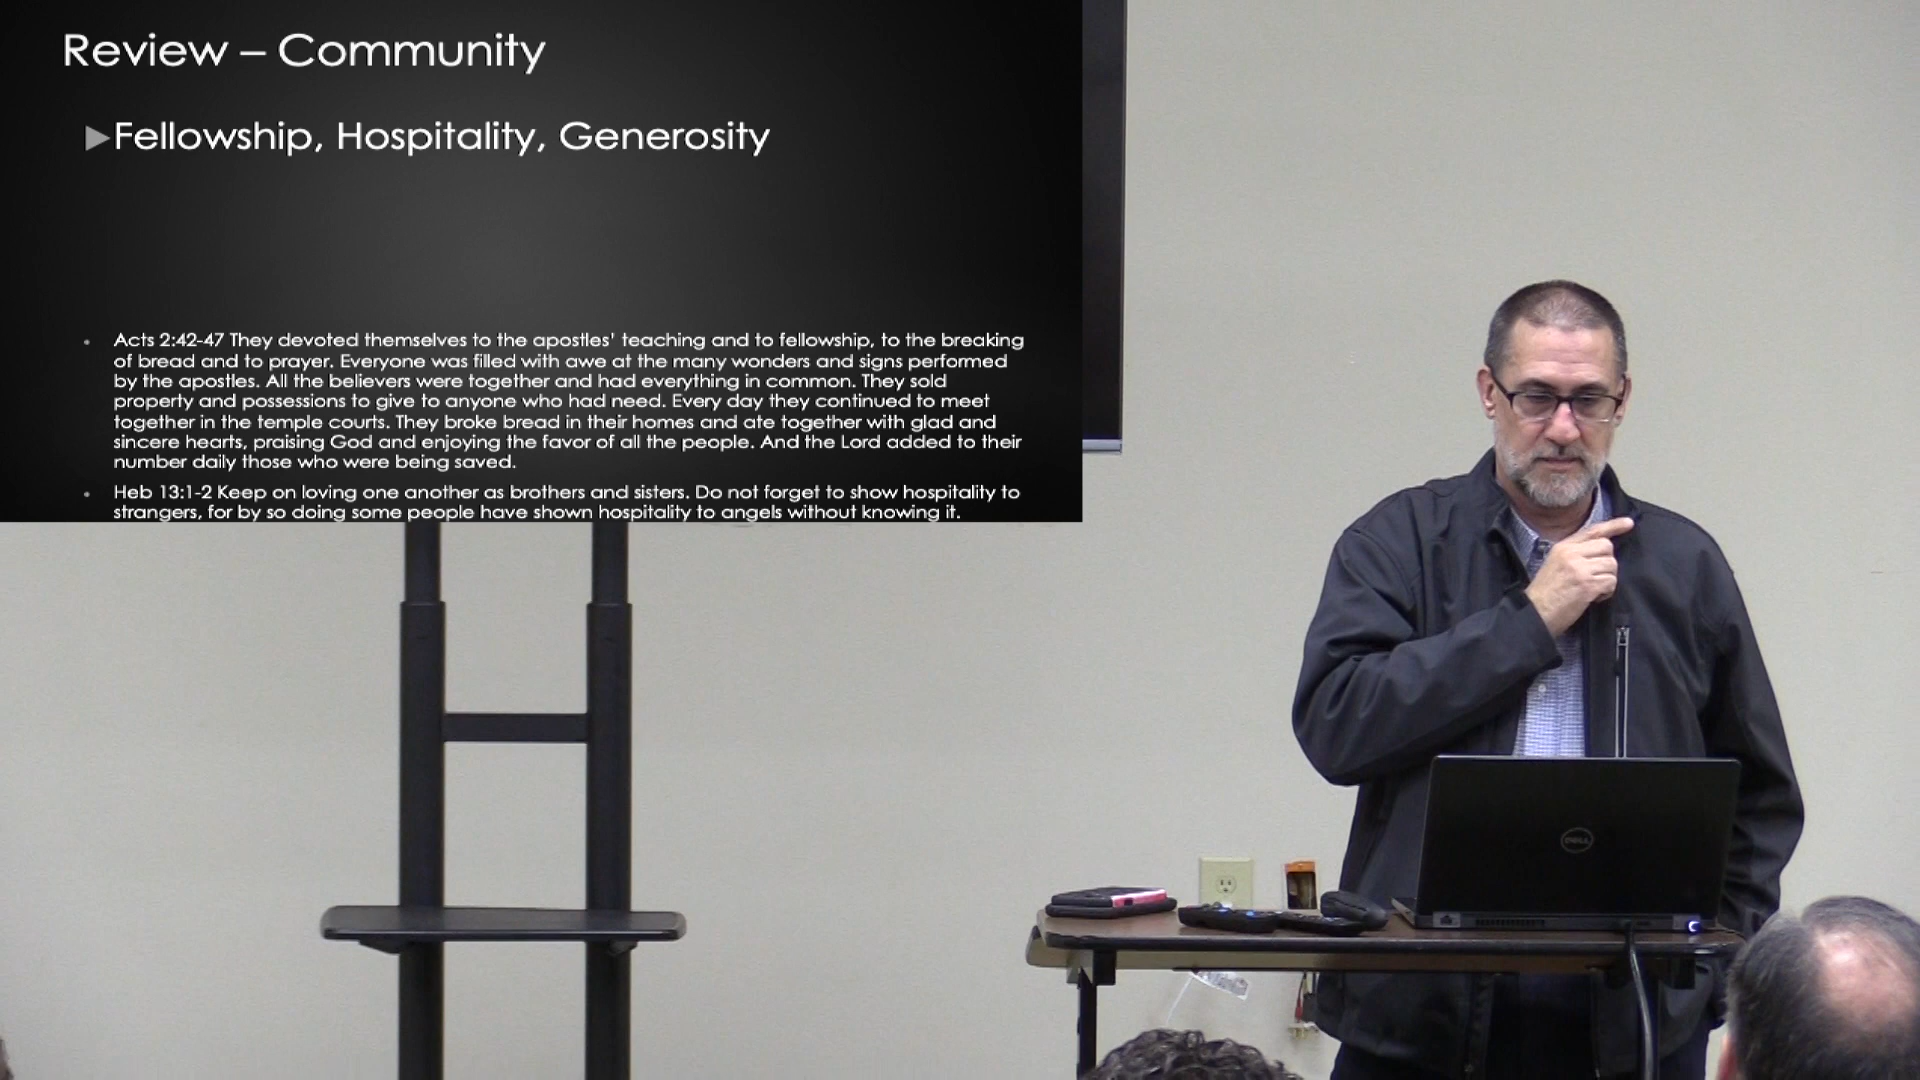 Review – Community
Fellowship, Hospitality, Generosity
Acts 2:42-47 They devoted themselves to the apostles' teaching and to fellowship, to the breaking
of bread and to prayer. Everyone was filled with awe at the many wonders and signs performed
by the apostles. All the believers were together and had everything in common. They sold
property and possessions to give to anyone who had need. Every day they continued to meet
together in the temple courts. They broke bread in their homes and ate together with glad and
sincere hearts, praising God and enjoying the favor of all the people. And the Lord added to their
number daily those who were being saved.
Heb 13:1-2 Keep on loving one another as brothers and sisters. Do not forget to show hospitality to
strangers, for by so doing some people have shown hospitality to angels without knowing it.
DELL